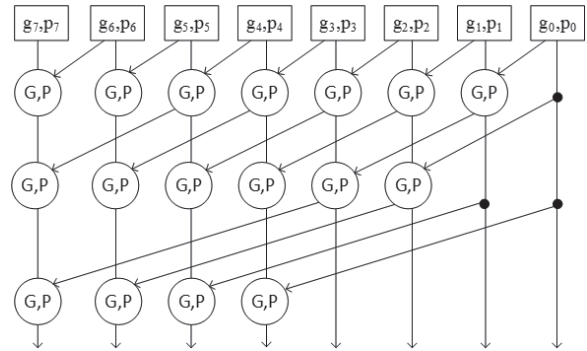 g₇,p₇ g₆,p₆ g₅,p₅ g₄,p₄ g₃,p₃ g₂,p₂ g₁,p₁ g₀,p₀
G,P G,P G,P G,P G,P G,P G,P
G,P G,P G,P G,P G,P G,P
G,P G,P G,P G,P